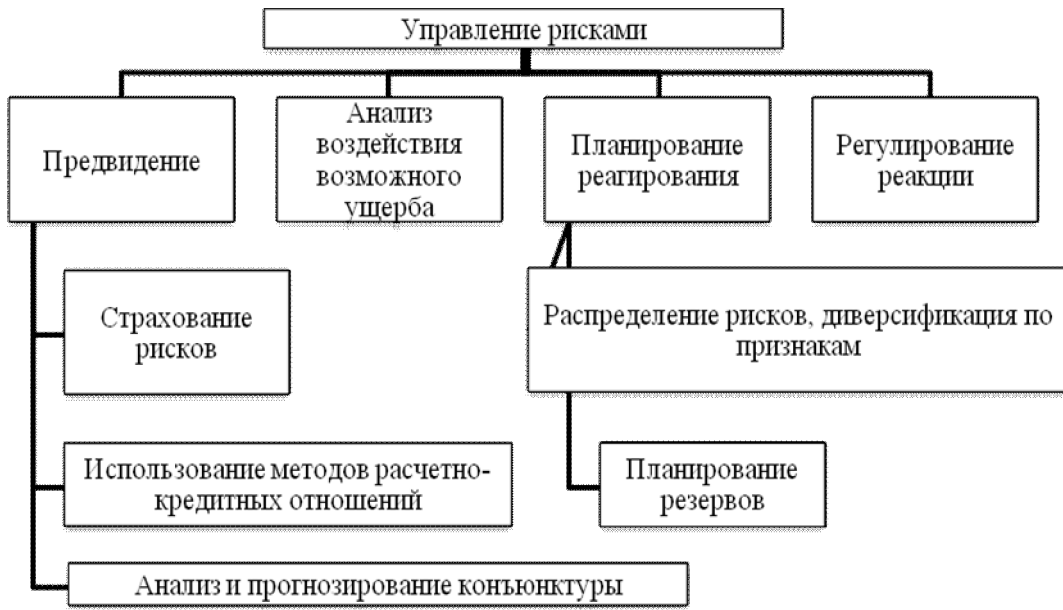 Управление рисками
Предвидение
Анализ
воздействия
возможного
ущерба
Планирование
реагирования
Регулирование
реакции
Страхование
рисков
Распределение рисков, диверсификация по
признакам
Использование методов расчетно-
кредитных отношений
Планирование
резервов
Анализ и прогнозирование конъюнктуры